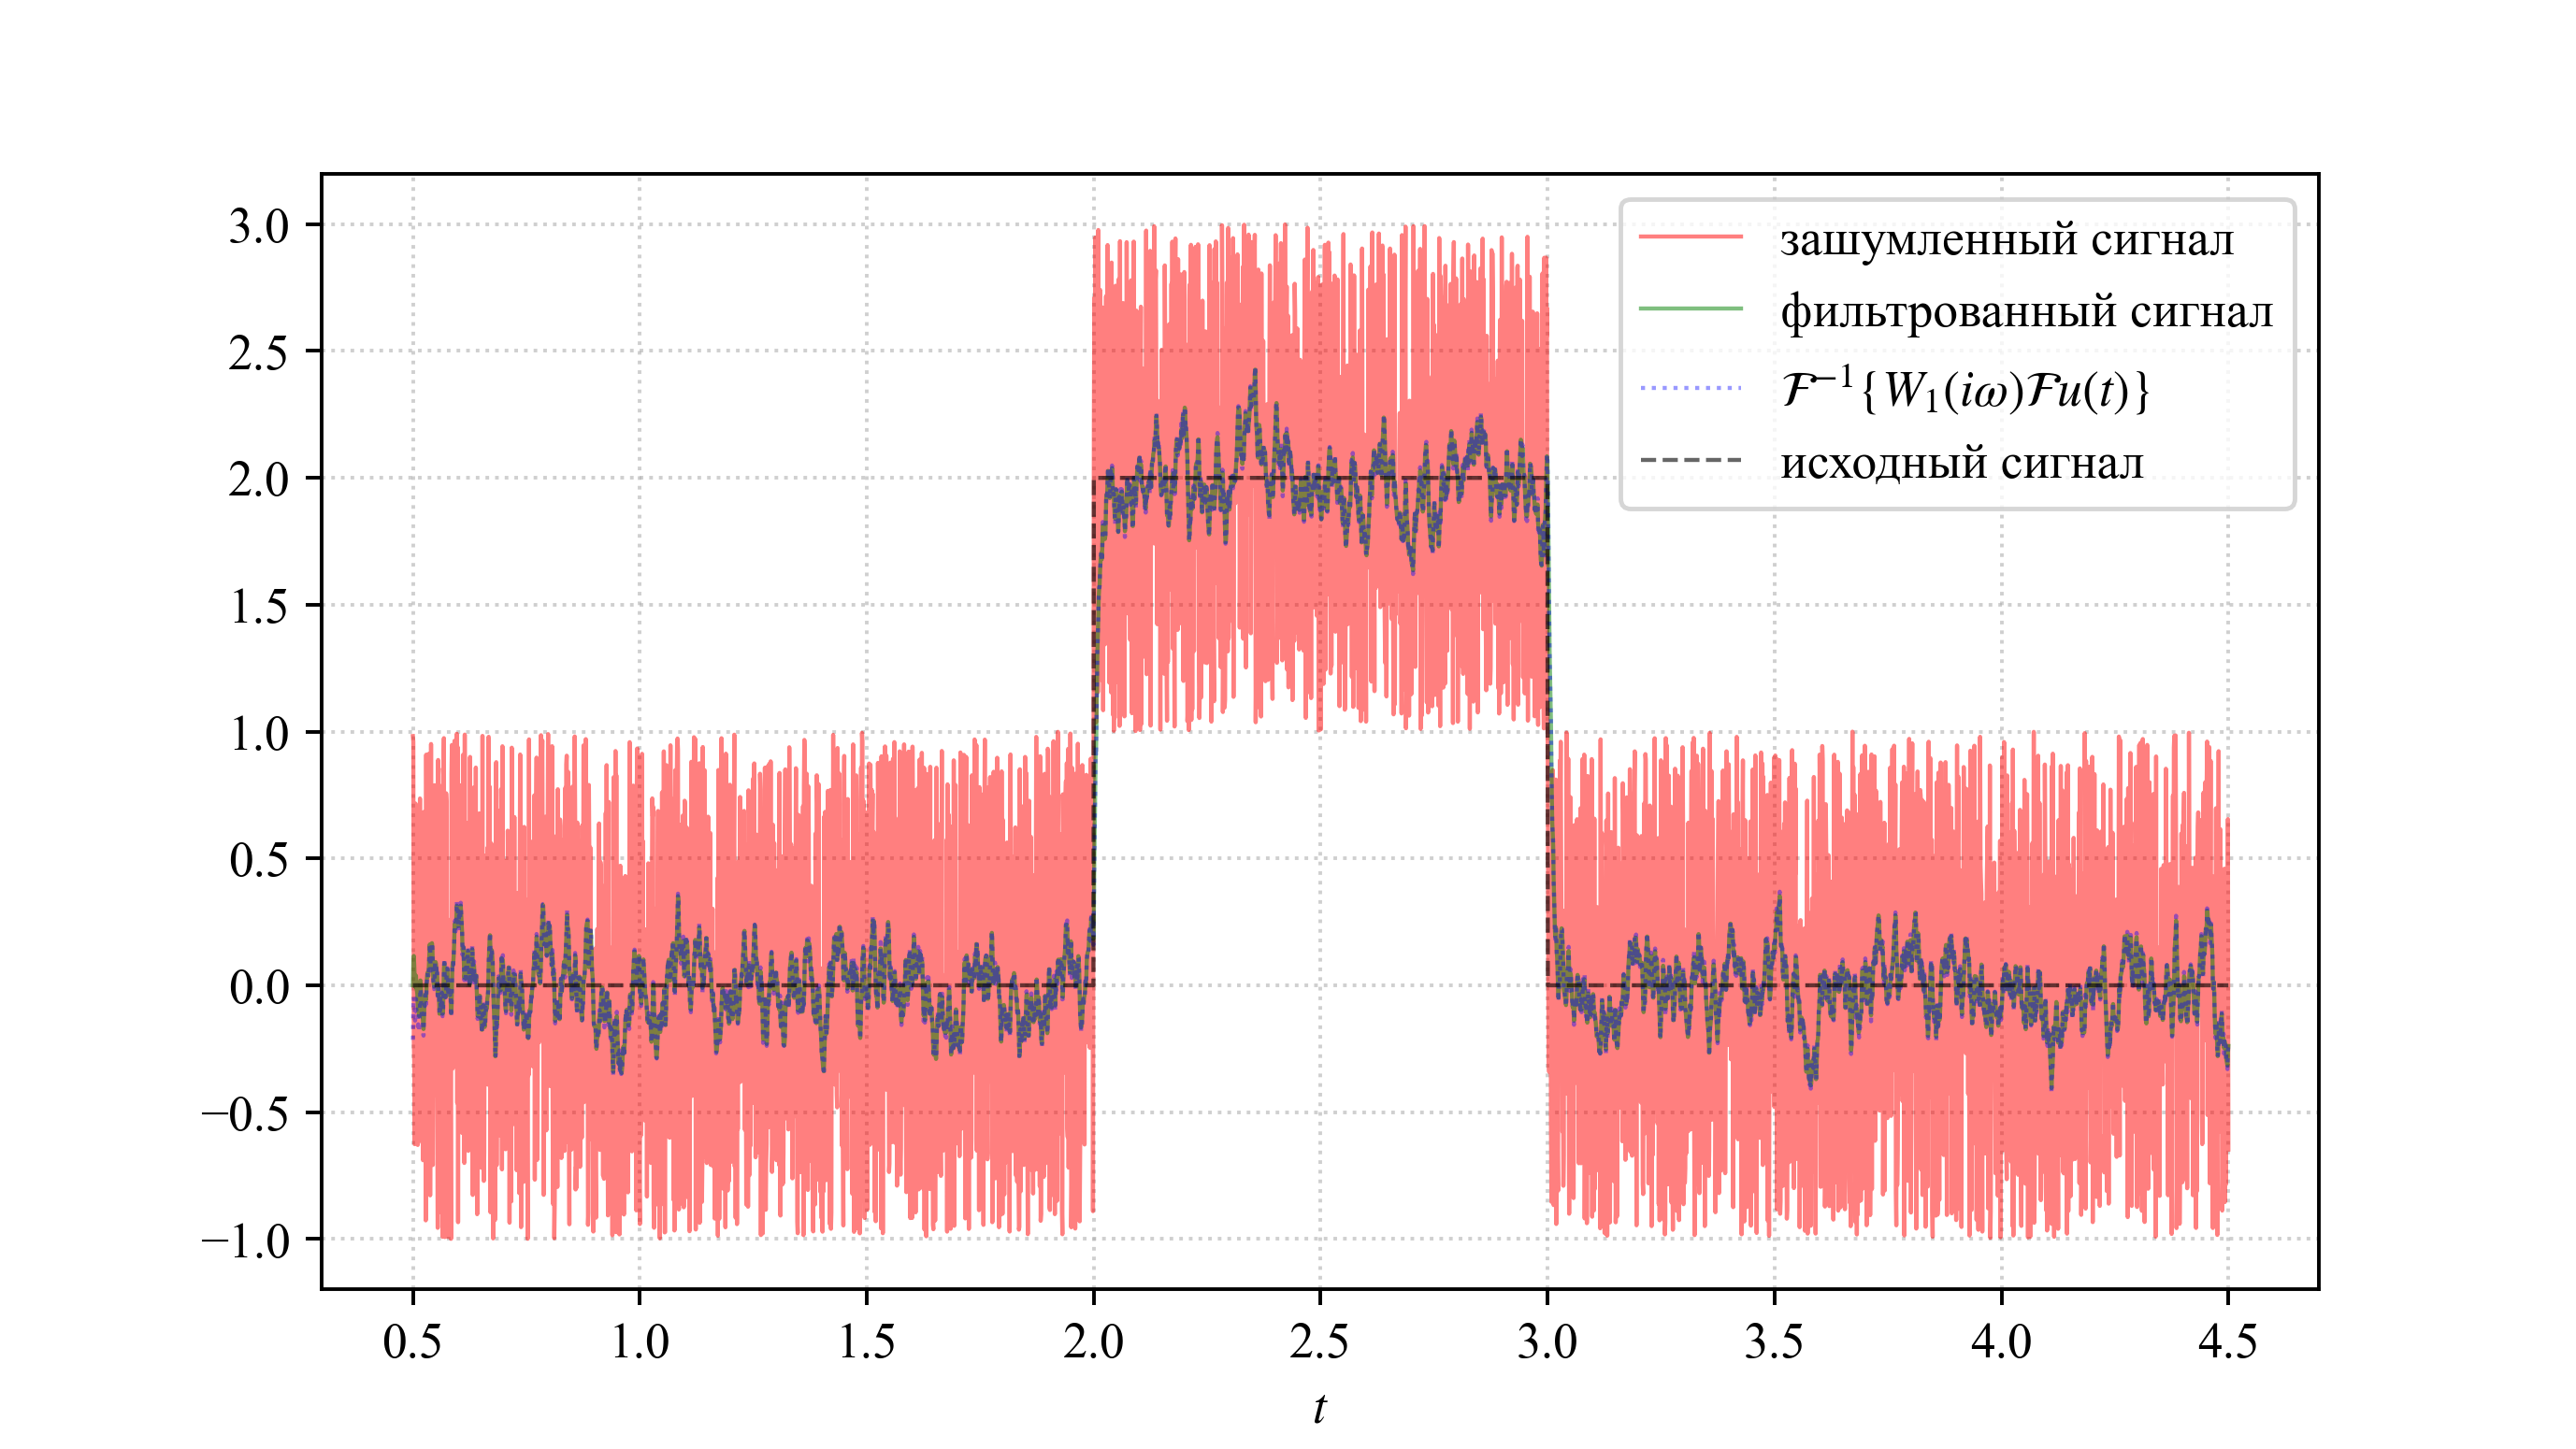 3.0
2.5
2.0
1.5
1.0
0.5
0.0
−0.5
−1.0
зашумленный сигнал
фильтрованный сигнал
ℱ⁻¹{W₁(iω)ℱu(t)}
исходный сигнал
0.5 1.0 1.5 2.0 2.5 3.0 3.5 4.0 4.5
t